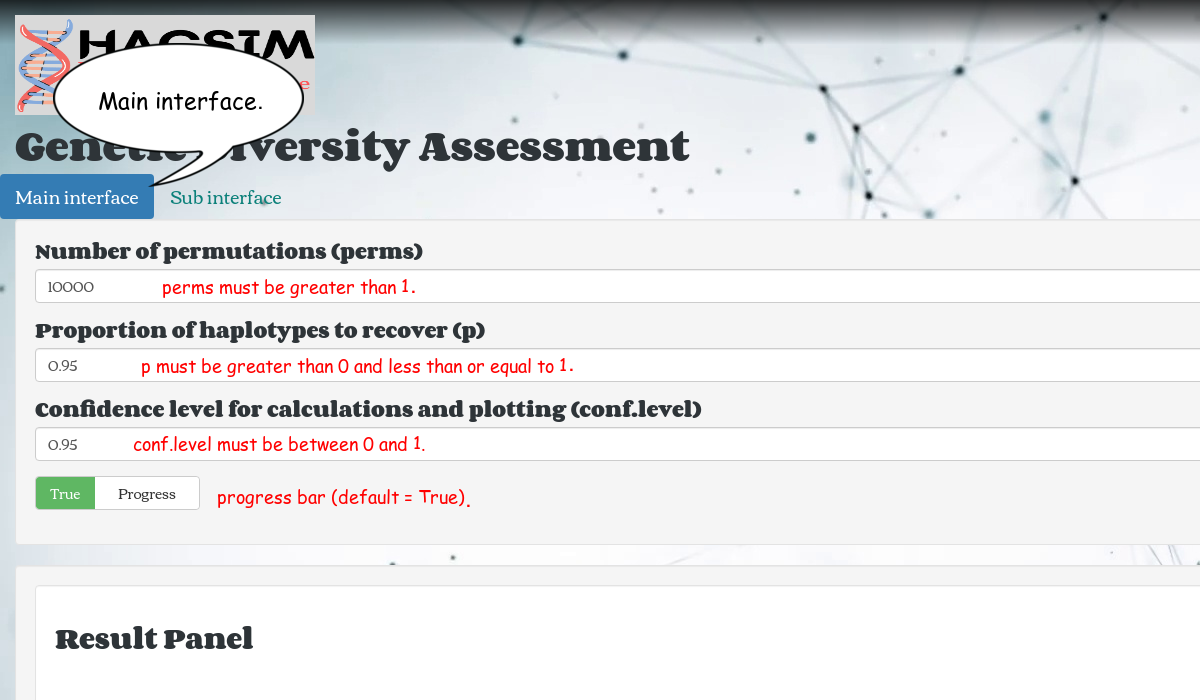 HACSIM
Main interface.
Genetic Diversity Assessment
Main interface
Sub interface
Number of permutations (perms)
10000 perms must be greater than 1.
Proportion of haplotypes to recover (p)
0.95 p must be greater than 0 and less than or equal to 1.
Confidence level for calculations and plotting (conf.level)
0.95 conf.level must be between 0 and 1.
True Progress progress bar (default = True).
Result Panel